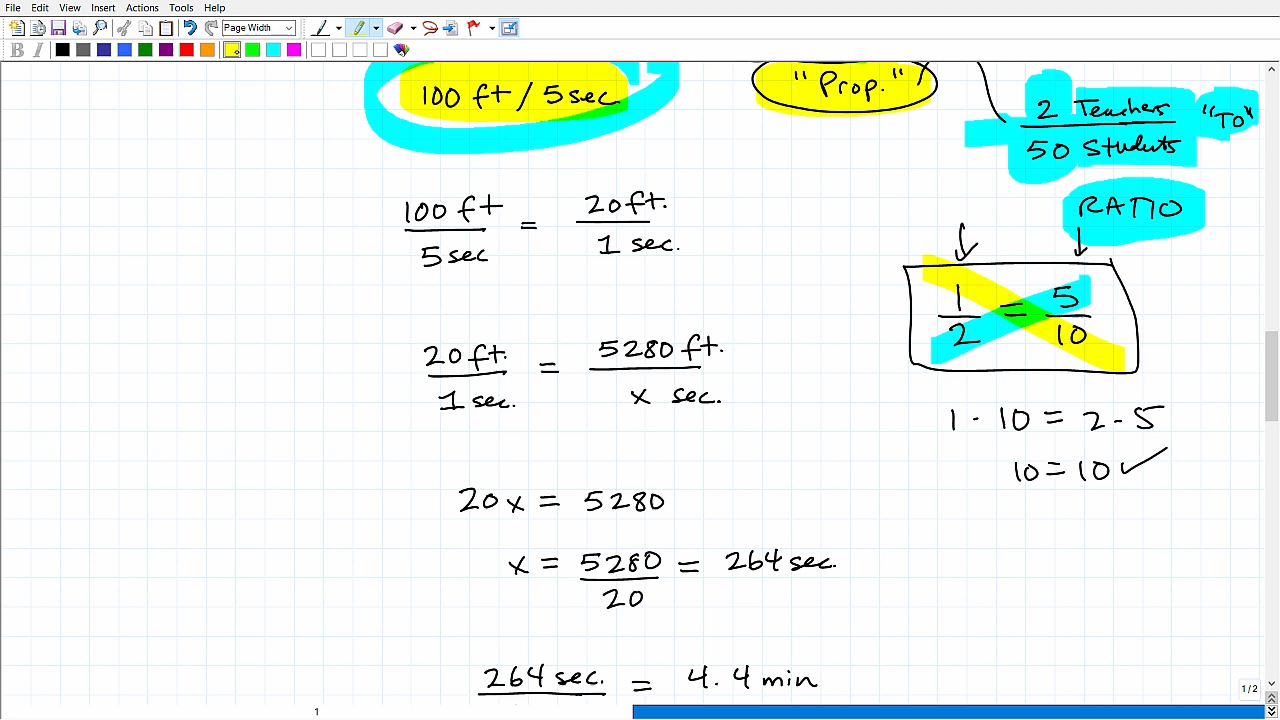 File Edit View Insert Actions Tools Help
Page Width
B I
100 ft / 5 sec
"Prop."
2 Teachers
50 Students
"TO"
RATIO
100 ft
5 sec
=
20 ft.
1 sec.
1
2
=
5
10
20 ft.
1 sec.
=
5280 ft.
x sec.
1 · 10 = 2 · 5
10 = 10 ✓
20x = 5280
x = 5280
20
= 264 sec.
264 sec. = 4.4 min
1/2
1